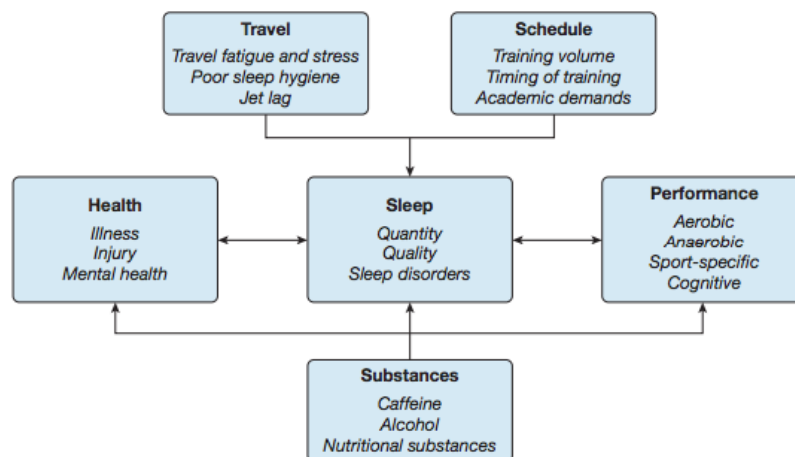 Travel
Travel fatigue and stress
Poor sleep hygiene
Jet lag
Schedule
Training volume
Timing of training
Academic demands
Health
Illness
Injury
Mental health
Sleep
Quantity
Quality
Sleep disorders
Performance
Aerobic
Anaerobic
Sport-specific
Cognitive
Substances
Caffeine
Alcohol
Nutritional substances